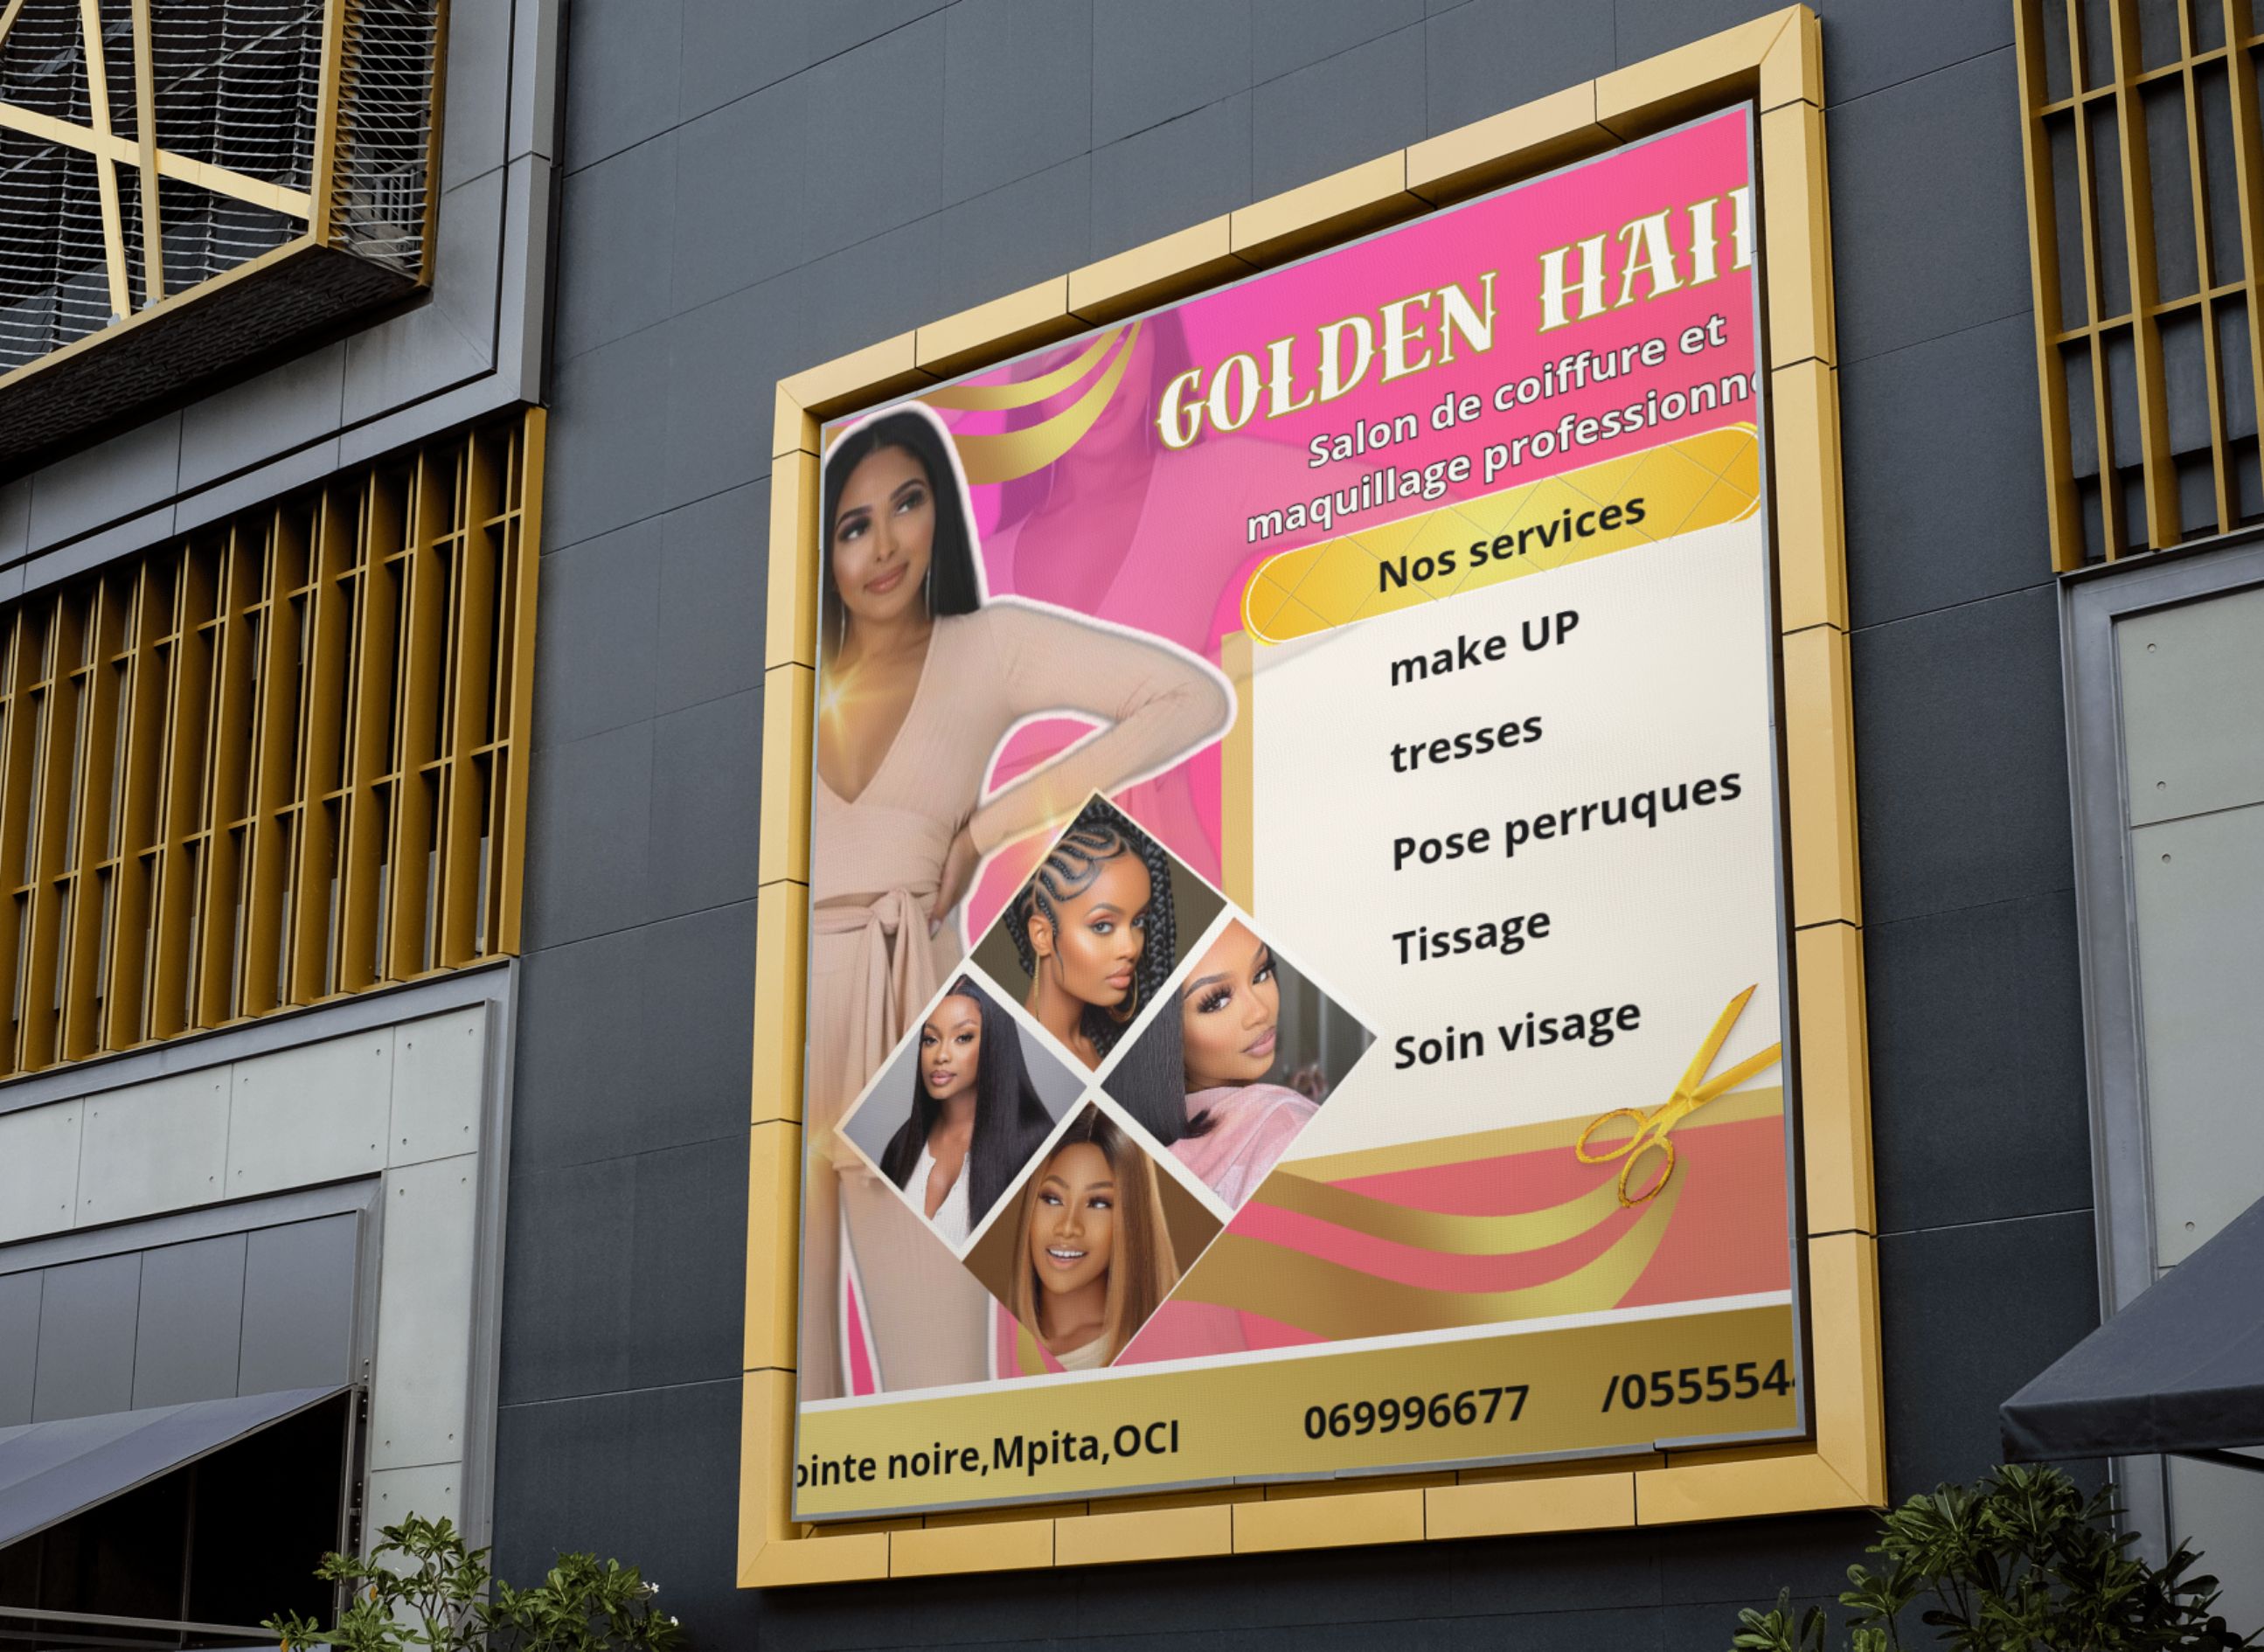 GOLDEN HAI
Salon de coiffure et
maquillage professionn
Nos services
make UP
tresses
Pose perruques
Tissage
Soin visage
ointe noire,Mpita,OCI
069996677 /055554